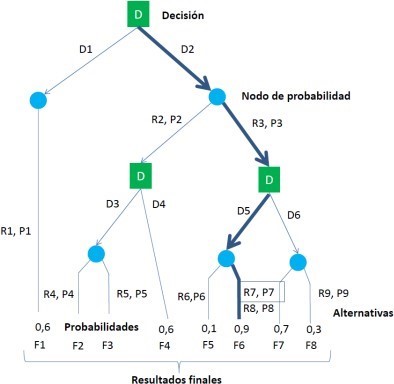 D Decisión
D1 D2
Nodo de probabilidad
R2, P2 R3, P3
D D
D3 D4 D5 D6
R1, P1
R4, P4 R5, P5 R6,P6 R7, P7 R9, P9
R8, P8
Probabilidades Alternativas
0,6 0,6 0,1 0,9 0,7 0,3
F1 F2 F3 F4 F5 F6 F7 F8
Resultados finales